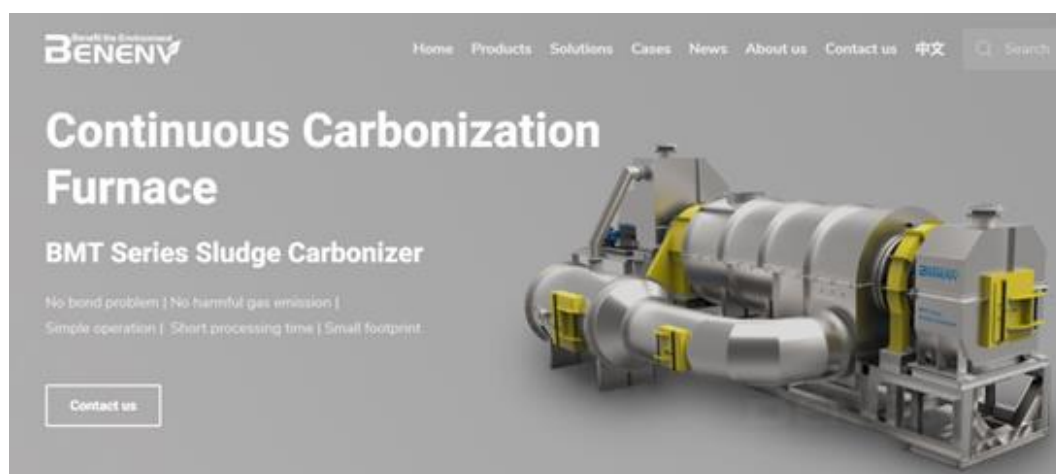 Benefit the Environment
BENENV
Home Products Solutions Cases News About us Contact us 中文 Search
Continuous Carbonization
Furnace
BMT Series Sludge Carbonizer
No bond problem | No harmful gas emission |
Simple operation | Short processing time | Small footprint
Contact us
BENENV